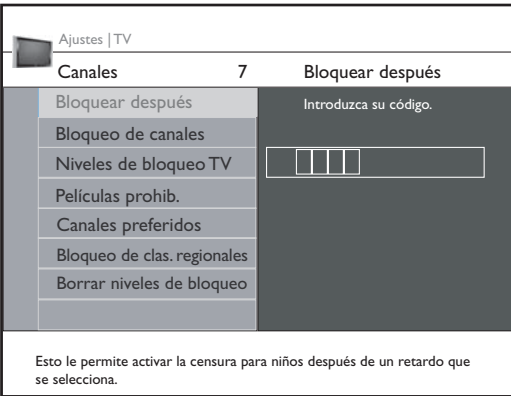 Ajustes | TV
Canales 7 Bloquear después
Bloquear después
Bloqueo de canales
Niveles de bloqueo TV
Películas prohib.
Canales preferidos
Bloqueo de clas. regionales
Borrar niveles de bloqueo
Introduzca su código.
Esto le permite activar la censura para niños después de un retardo que
se selecciona.